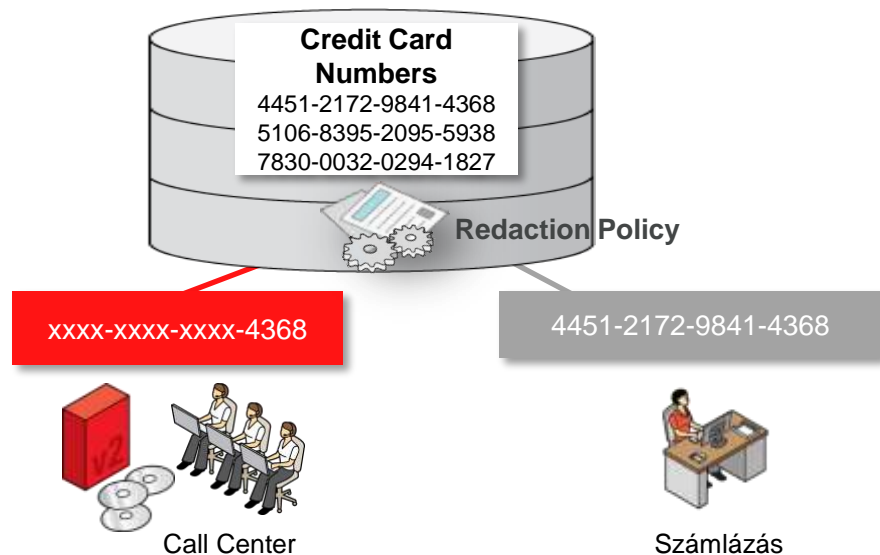 Credit Card
Numbers
4451-2172-9841-4368
5106-8395-2095-5938
7830-0032-0294-1827
Redaction Policy
xxxx-xxxx-xxxx-4368
4451-2172-9841-4368
v2
Call Center
Számlázás